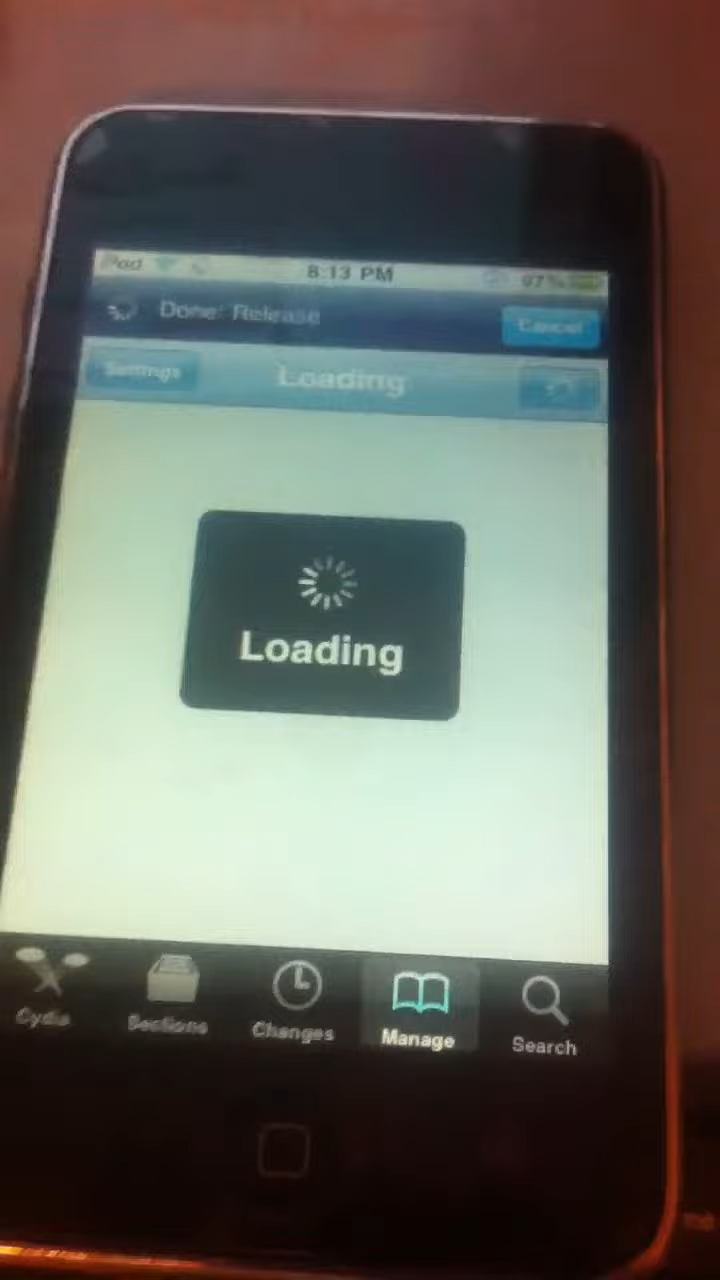 iPod 8:13 PM 97%
Done: Release Cancel
Settings Loading
Loading
Cydia Sections Changes Manage Search